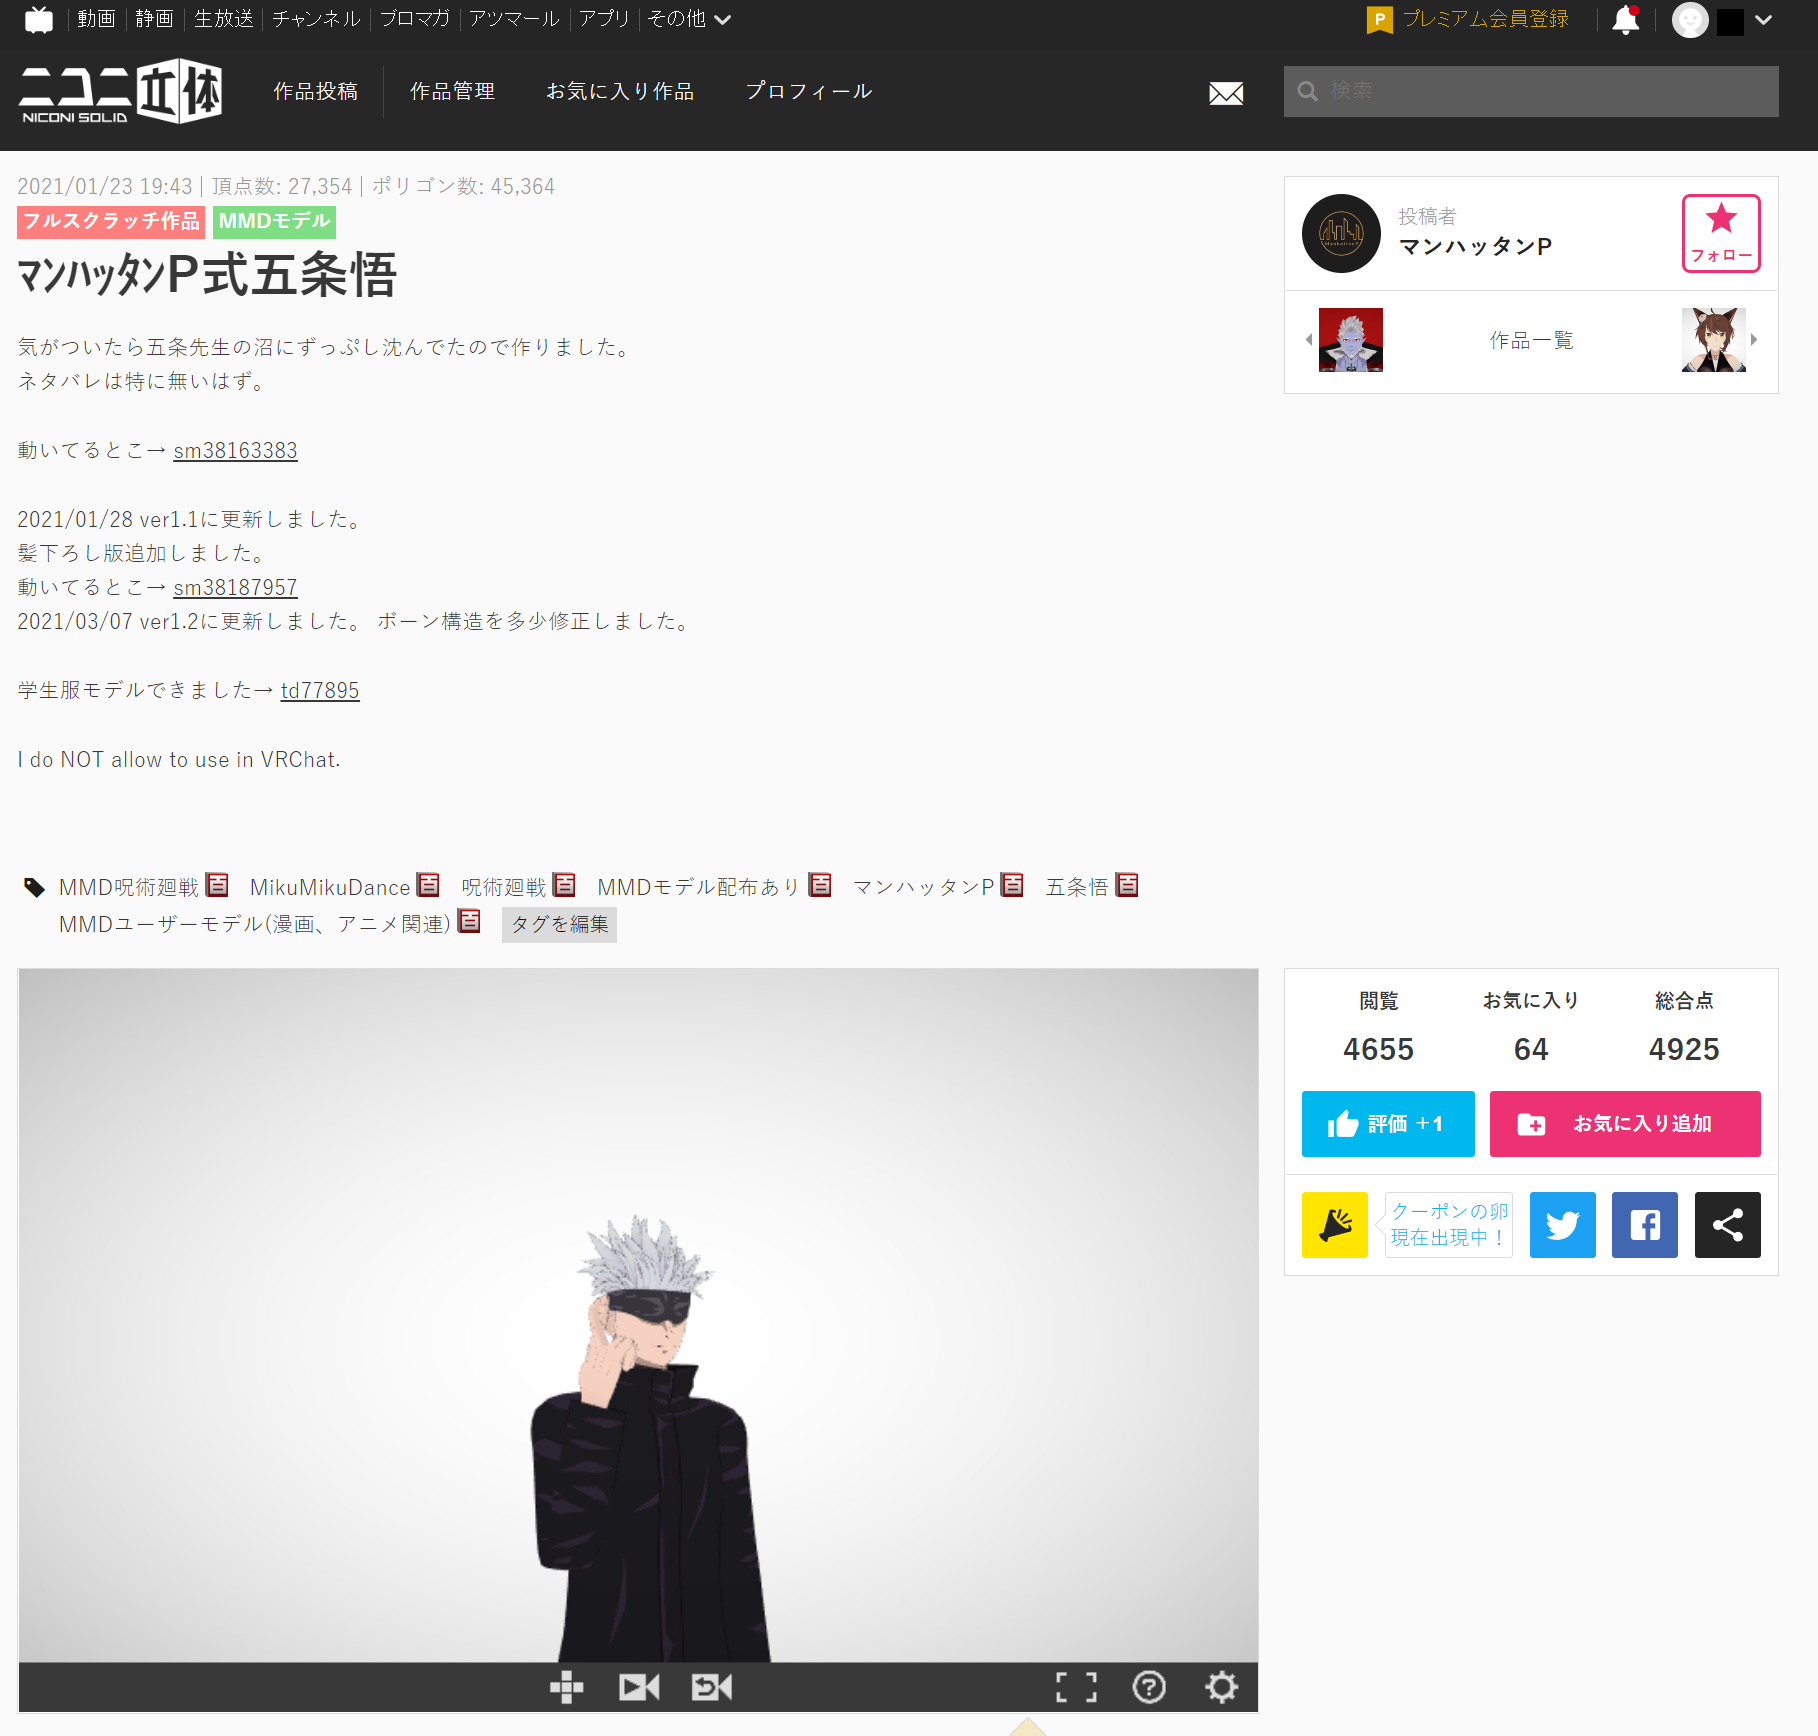 動画 静画 生放送 チャンネル ブロマガ アツマール アプリ その他
P プレミアム会員登録
ニコニ立体
NICONI SOLID
作品投稿 作品管理 お気に入り作品 プロフィール
検索
2021/01/23 19:43 | 頂点数: 27,354 | ポリゴン数: 45,364
フルスクラッチ作品 MMDモデル
ﾏﾝﾊｯﾀﾝP式五条悟
気がついたら五条先生の沼にずっぷし沈んでたので作りました。
ネタバレは特に無いはず。
動いてるとこ→ sm38163383
2021/01/28 ver1.1に更新しました。
髪下ろし版追加しました。
動いてるとこ→ sm38187957
2021/03/07 ver1.2に更新しました。 ボーン構造を多少修正しました。
学生服モデルできました→ td77895
I do NOT allow to use in VRChat.
投稿者
マンハッタンP
フォロー
作品一覧
MMD呪術廻戦 MikuMikuDance 呪術廻戦 MMDモデル配布あり マンハッタンP 五条悟
MMDユーザーモデル(漫画、アニメ関連) タグを編集
閲覧 お気に入り 総合点
4655 64 4925
評価 +1 お気に入り追加
クーポンの卵
現在出現中！